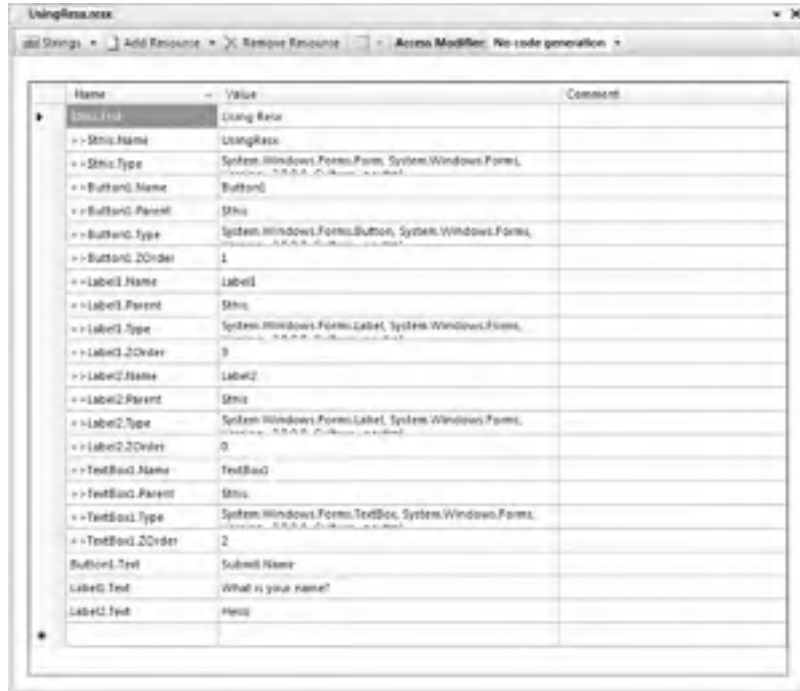 UsingResx.resx
Strings Add Resource Remove Resource Access Modifier: No code generation
Name Value Comment
$this.Text Using Resx
>>$this.Name UsingResx
>>$this.Type System.Windows.Forms.Form, System.Windows.Forms,
>>Button1.Name Button1
>>Button1.Parent $this
>>Button1.Type System.Windows.Forms.Button, System.Windows.Forms,
>>Button1.ZOrder 1
>>Label1.Name Label1
>>Label1.Parent $this
>>Label1.Type System.Windows.Forms.Label, System.Windows.Forms,
>>Label1.ZOrder 3
>>Label2.Name Label2
>>Label2.Parent $this
>>Label2.Type System.Windows.Forms.Label, System.Windows.Forms,
>>Label2.ZOrder 0
>>TextBox1.Name TextBox1
>>TextBox1.Parent $this
>>TextBox1.Type System.Windows.Forms.TextBox, System.Windows.Forms,
>>TextBox1.ZOrder 2
Button1.Text Submit Name
Label1.Text What is your name?
Label2.Text Hello